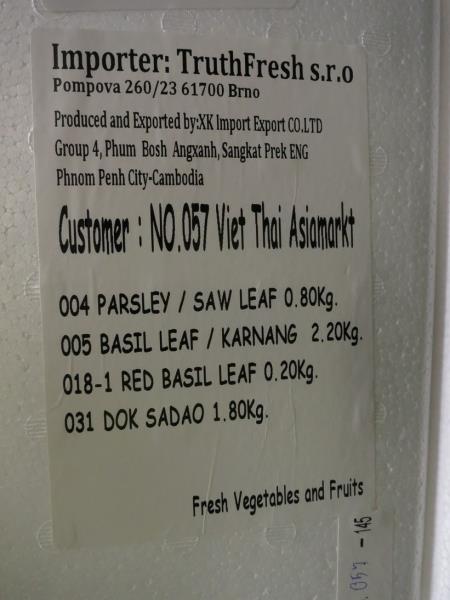 Importer: TruthFresh s.r.o
Pompova 260/23 61700 Brno
Produced and Exported by:XK Import Export CO.LTD
Group 4, Phum Bosh Angxanh, Sangkat Prek ENG
Phnom Penh City-Cambodia
Customer : NO.057 Viet Thai Asiamarkt
004 PARSLEY / SAW LEAF 0.80Kg.
005 BASIL LEAF / KARNANG 2.20Kg.
018-1 RED BASIL LEAF 0.20Kg.
031 DOK SADAO 1.80Kg.
Fresh Vegetables and Fruits
.057 - 145